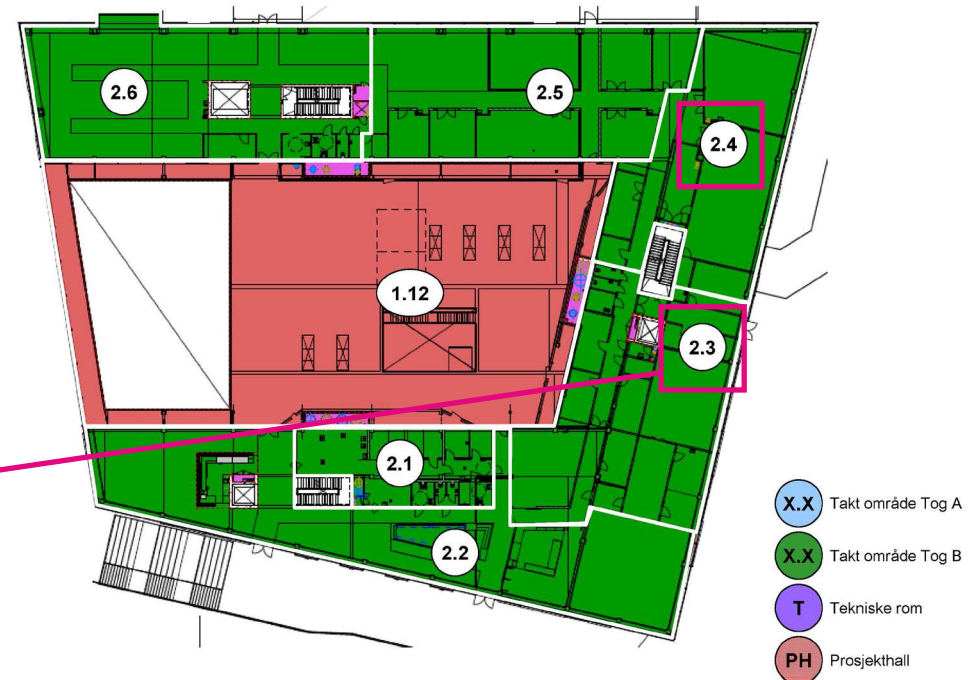 2.6
2.5
2.4
1.12
2.3
2.1
2.2
X.X Takt område Tog A
X.X Takt område Tog B
T Tekniske rom
PH Prosjekthall